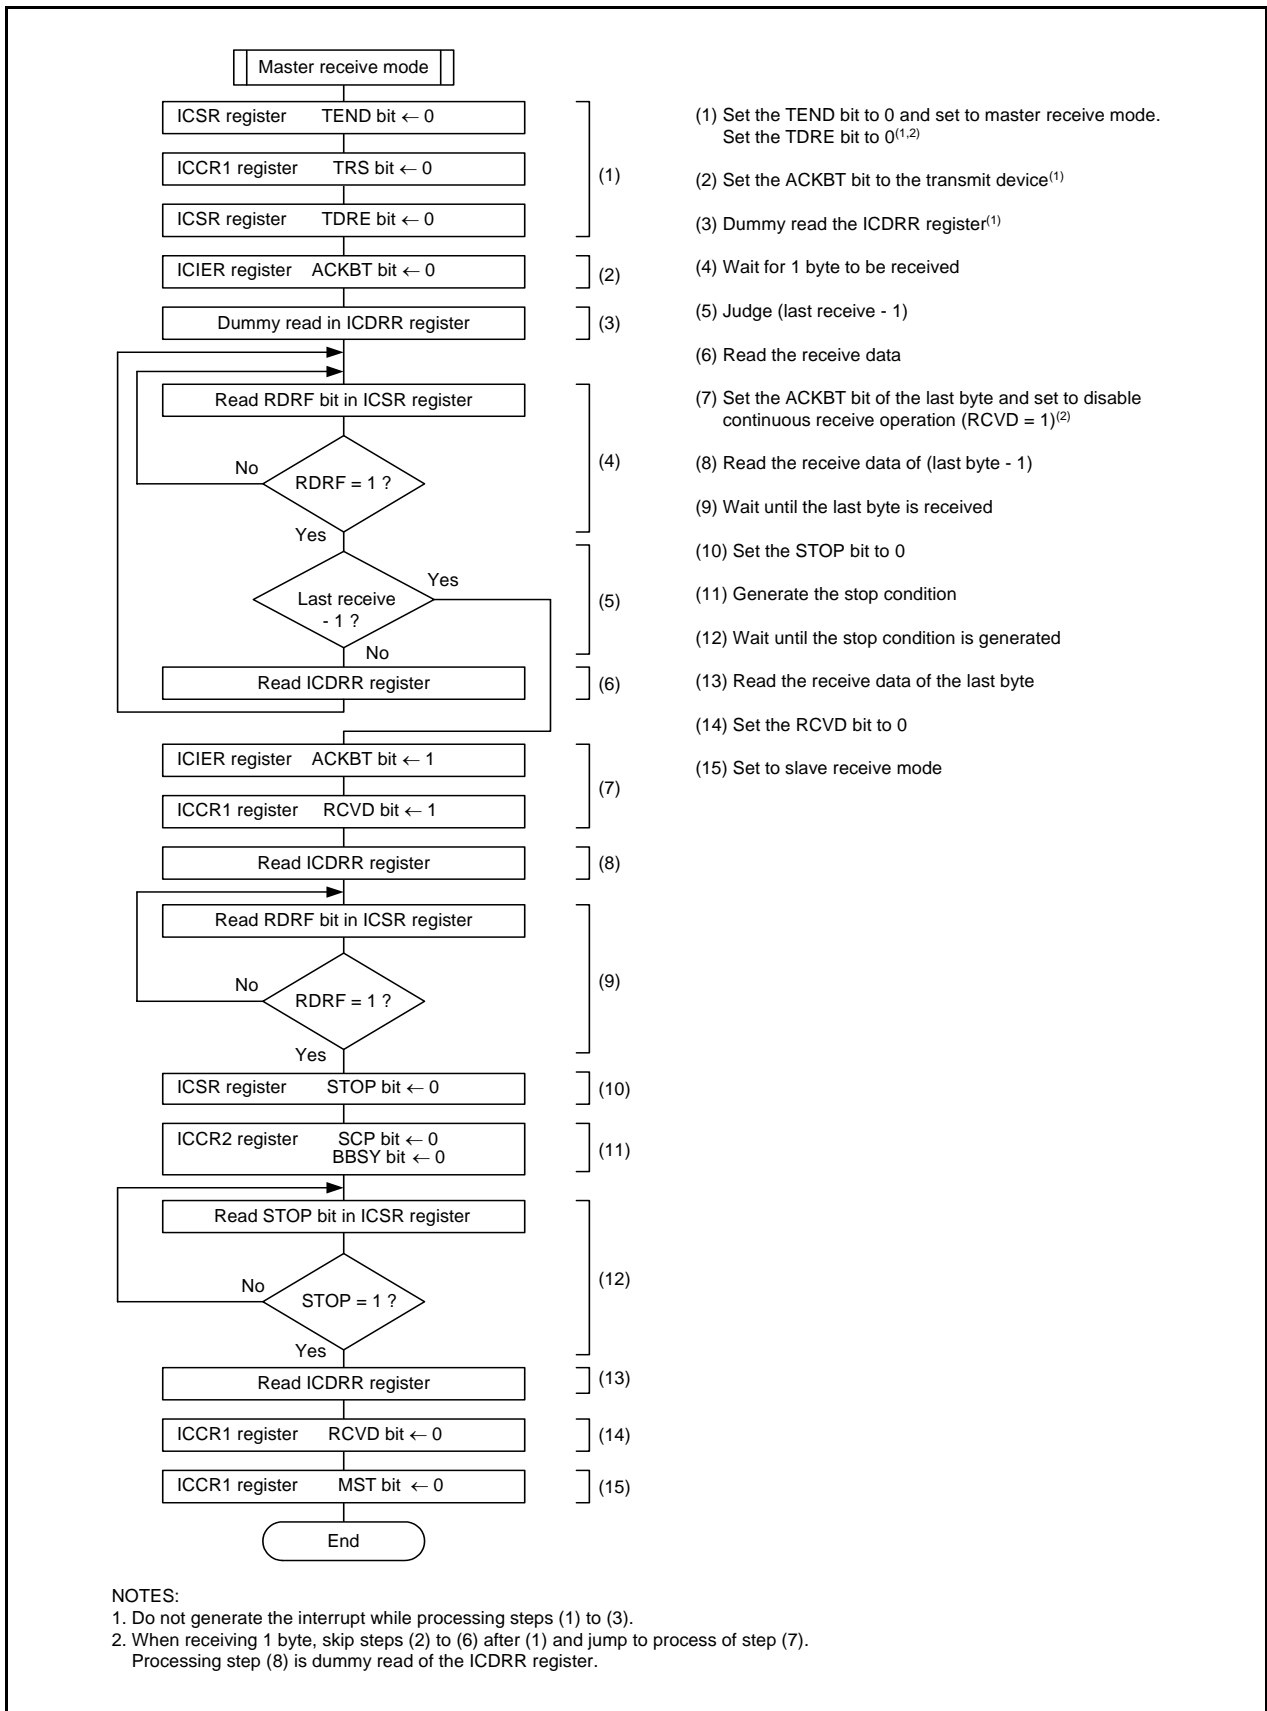 Master receive mode
ICSR register TEND bit ← 0
ICCR1 register TRS bit ← 0
ICSR register TDRE bit ← 0
(1)
ICIER register ACKBT bit ← 0
(2)
Dummy read in ICDRR register
(3)
Read RDRF bit in ICSR register
No
RDRF = 1 ?
(4)
Yes
Yes
Last receive
- 1 ?
(5)
No
Read ICDRR register
(6)
ICIER register ACKBT bit ← 1
ICCR1 register RCVD bit ← 1
(7)
Read ICDRR register
(8)
Read RDRF bit in ICSR register
No
RDRF = 1 ?
(9)
Yes
ICSR register STOP bit ← 0
(10)
ICCR2 register SCP bit ← 0
BBSY bit ← 0
(11)
Read STOP bit in ICSR register
No
STOP = 1 ?
(12)
Yes
Read ICDRR register
(13)
ICCR1 register RCVD bit ← 0
(14)
ICCR1 register MST bit ← 0
(15)
End
(1) Set the TEND bit to 0 and set to master receive mode.
Set the TDRE bit to 0(1,2)
(2) Set the ACKBT bit to the transmit device(1)
(3) Dummy read the ICDRR register(1)
(4) Wait for 1 byte to be received
(5) Judge (last receive - 1)
(6) Read the receive data
(7) Set the ACKBT bit of the last byte and set to disable
continuous receive operation (RCVD = 1)(2)
(8) Read the receive data of (last byte - 1)
(9) Wait until the last byte is received
(10) Set the STOP bit to 0
(11) Generate the stop condition
(12) Wait until the stop condition is generated
(13) Read the receive data of the last byte
(14) Set the RCVD bit to 0
(15) Set to slave receive mode
NOTES:
1. Do not generate the interrupt while processing steps (1) to (3).
2. When receiving 1 byte, skip steps (2) to (6) after (1) and jump to process of step (7).
Processing step (8) is dummy read of the ICDRR register.